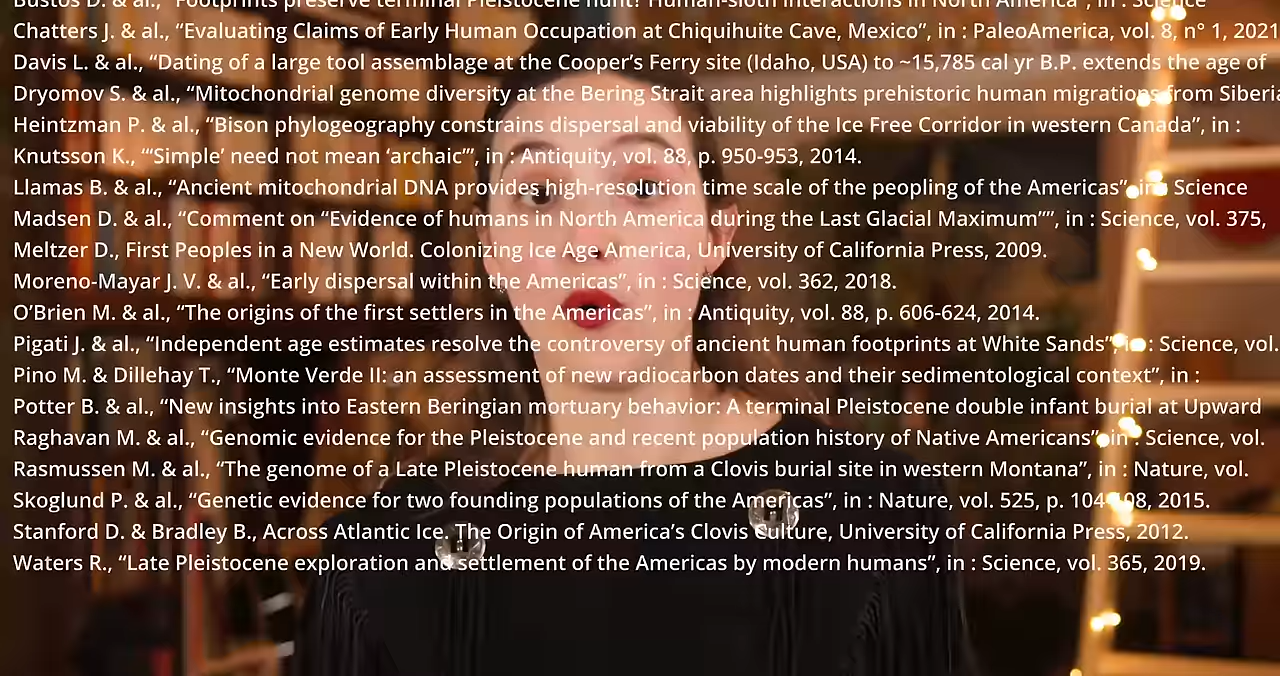 Bustos D. & al., “Footprints preserve terminal Pleistocene hunt? Human-sloth interactions in North America”, in : Science
Chatters J. & al., “Evaluating Claims of Early Human Occupation at Chiquihuite Cave, Mexico”, in : PaleoAmerica, vol. 8, n° 1, 2021
Davis L. & al., “Dating of a large tool assemblage at the Cooper’s Ferry site (Idaho, USA) to ~15,785 cal yr B.P. extends the age of
Dryomov S. & al., “Mitochondrial genome diversity at the Bering Strait area highlights prehistoric human migrations from Siberia
Heintzman P. & al., “Bison phylogeography constrains dispersal and viability of the Ice Free Corridor in western Canada”, in :
Knutsson K., “‘Simple’ need not mean ‘archaic’”, in : Antiquity, vol. 88, p. 950-953, 2014.
Llamas B. & al., “Ancient mitochondrial DNA provides high-resolution time scale of the peopling of the Americas”, in : Science
Madsen D. & al., “Comment on “Evidence of humans in North America during the Last Glacial Maximum””, in : Science, vol. 375,
Meltzer D., First Peoples in a New World. Colonizing Ice Age America, University of California Press, 2009.
Moreno-Mayar J. V. & al., “Early dispersal within the Americas”, in : Science, vol. 362, 2018.
O’Brien M. & al., “The origins of the first settlers in the Americas”, in : Antiquity, vol. 88, p. 606-624, 2014.
Pigati J. & al., “Independent age estimates resolve the controversy of ancient human footprints at White Sands”, in : Science, vol.
Pino M. & Dillehay T., “Monte Verde II: an assessment of new radiocarbon dates and their sedimentological context”, in :
Potter B. & al., “New insights into Eastern Beringian mortuary behavior: A terminal Pleistocene double infant burial at Upward
Raghavan M. & al., “Genomic evidence for the Pleistocene and recent population history of Native Americans”, in : Science, vol.
Rasmussen M. & al., “The genome of a Late Pleistocene human from a Clovis burial site in western Montana”, in : Nature, vol.
Skoglund P. & al., “Genetic evidence for two founding populations of the Americas”, in : Nature, vol. 525, p. 104-108, 2015.
Stanford D. & Bradley B., Across Atlantic Ice. The Origin of America’s Clovis Culture, University of California Press, 2012.
Waters R., “Late Pleistocene exploration and settlement of the Americas by modern humans”, in : Science, vol. 365, 2019.